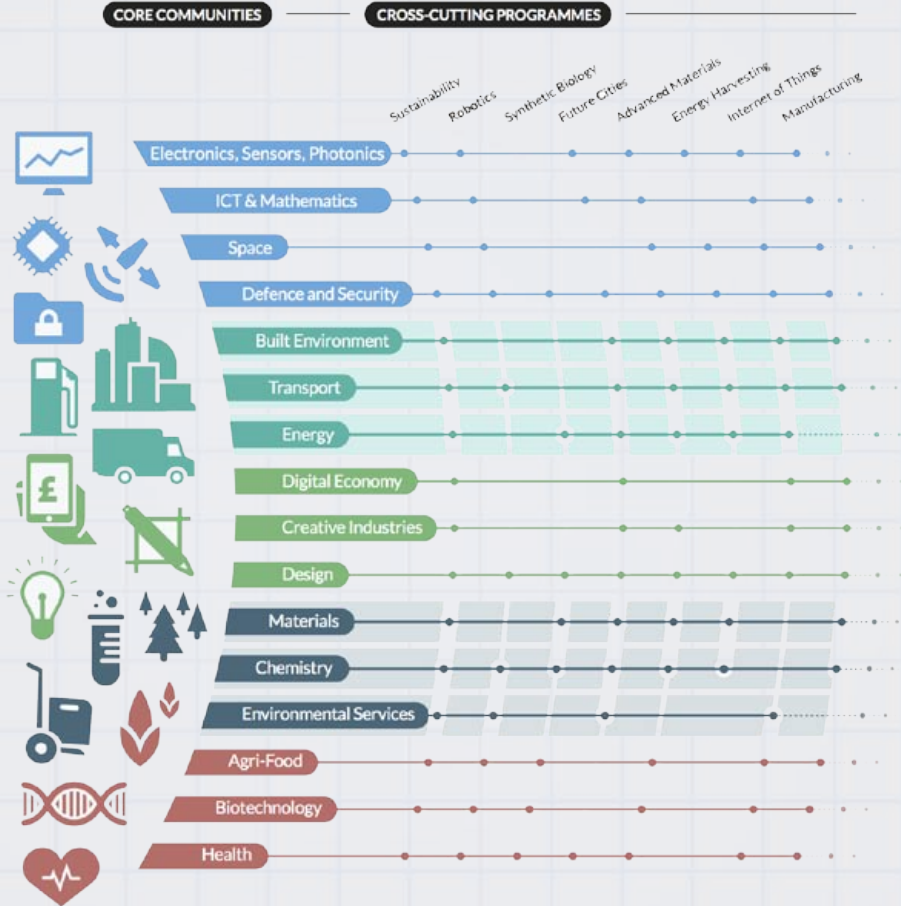 CORE COMMUNITIES
CROSS-CUTTING PROGRAMMES
Sustainability
Robotics
Synthetic Biology
Future Cities
Advanced Materials
Energy Harvesting
Internet of Things
Manufacturing
Electronics, Sensors, Photonics
ICT & Mathematics
Space
Defence and Security
Built Environment
Transport
Energy
£
Digital Economy
Creative Industries
Design
Materials
Chemistry
Environmental Services
Agri-Food
Biotechnology
Health